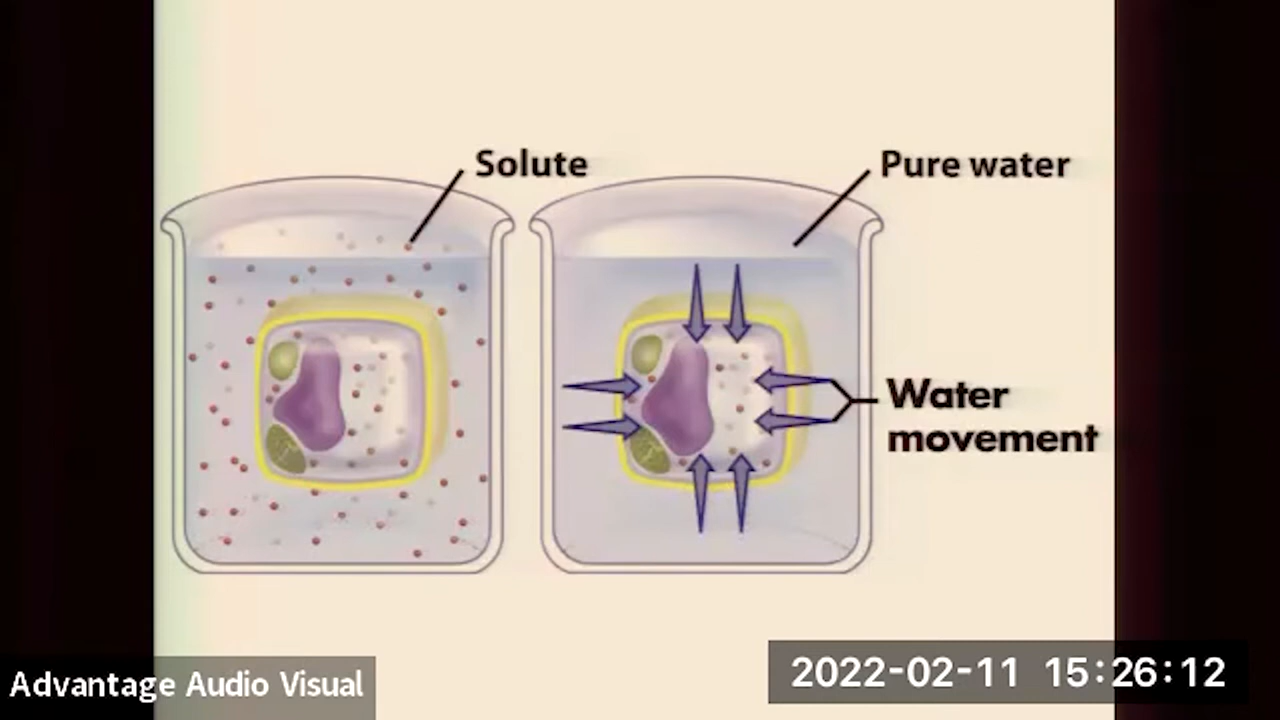 Solute
Pure water
Water
movement
Advantage Audio Visual
2022-02-11 15:26:12